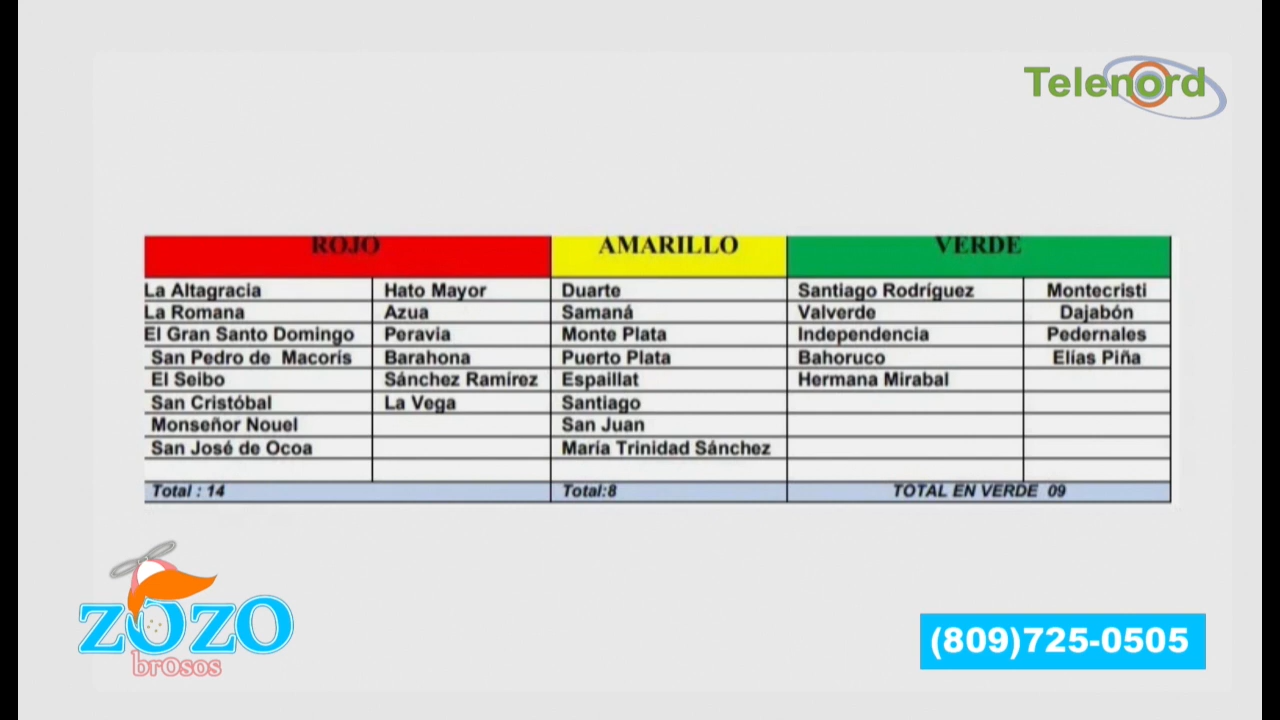 Telenord
ROJO AMARILLO VERDE
La Altagracia Hato Mayor Duarte Santiago Rodríguez Montecristi
La Romana Azua Samaná Valverde Dajabón
El Gran Santo Domingo Peravia Monte Plata Independencia Pedernales
San Pedro de Macorís Barahona Puerto Plata Bahoruco Elías Piña
El Seibo Sánchez Ramírez Espaillat Hermana Mirabal
San Cristóbal La Vega Santiago
Monseñor Nouel San Juan
San José de Ocoa María Trinidad Sánchez
Total : 14 Total:8 TOTAL EN VERDE 09
ZOZO
brOsos
(809)725-0505